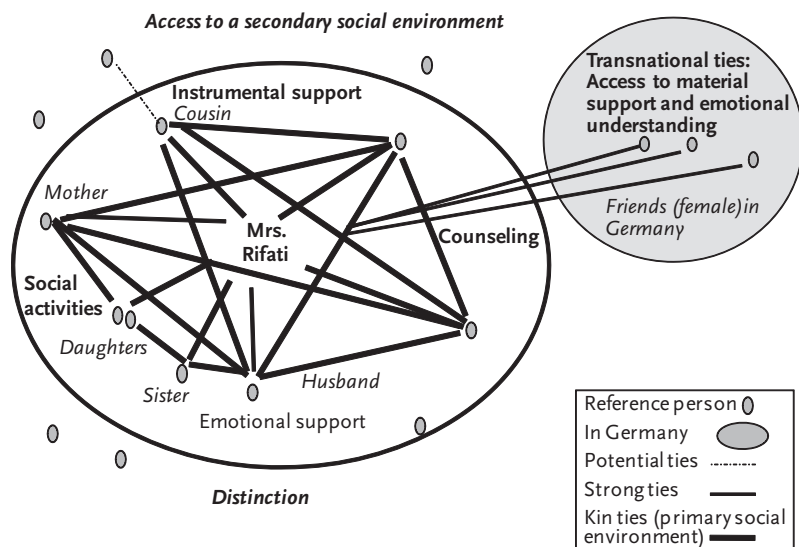 Access to a secondary social environment
Transnational ties:
Access to material
support and emotional
understanding
Instrumental support
Cousin
Mother
Friends (female)in
Germany
Mrs.
Rifati
Counseling
Social
activities
Daughters
Sister
Husband
Emotional support
Distinction
Reference person
In Germany
Potential ties
Strong ties
Kin ties (primary social
environment)